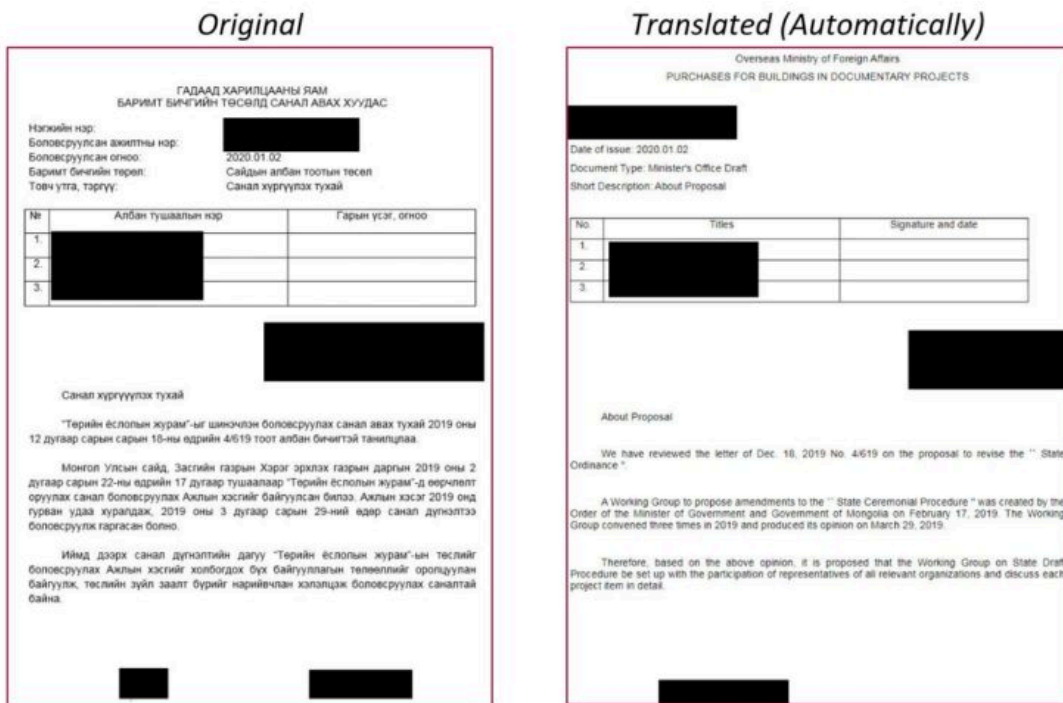 Original
ГАДААД ХАРИЛЦААНЫ ЯАМ
БАРИМТ БИЧГИЙН ТӨСӨЛД САНАЛ АВАХ ХУУДАС
Нэгжийн нэр:
Боловсруулсан ажилтны нэр:
Боловсруулсан огноо: 2020.01.02
Баримт бичгийн төрөл: Сайдын албан тоотын төсөл
Товч утга, тэргүү: Санал хүргүүлэх тухай
№ Албан тушаалын нэр Гарын үсэг, огноо
1.
2.
3.
Санал хүргүүүлэх тухай
"Төрийн ёслолын журам"-ыг шинэчлэн боловсруулах санал авах тухай 2019 оны
12 дугаар сарын сарын 18-ны өдрийн 4/619 тоот албан бичигтэй танилцлаа.
Монгол Улсын сайд, Засгийн газрын Хэрэг эрхлэх газрын даргын 2019 оны 2
дугаар сарын 22-ны өдрийн 17 дугаар тушаалаар "Төрийн ёслолын журам"-д өөрчлөлт
оруулах санал боловсруулах Ажлын хэсгийг байгуулсан билээ. Ажлын хэсэг 2019 онд
гурван удаа хуралдаж, 2019 оны 3 дугаар сарын 29-ний өдөр санал дүгнэлтээ
боловсруулж гаргасан болно.
Иймд дээрх санал дүгнэлтийн дагуу "Төрийн ёслолын журам"-ын төслийг
боловсруулах Ажлын хэсгийг холбогдох бүх байгууллагын төлөөллийг оролцуулан
байгуулж, төслийн зүйл заалт бүрийг нарийвчлан хэлэлцэж боловсруулах саналтай
байна.
Translated (Automatically)
Overseas Ministry of Foreign Affairs
PURCHASES FOR BUILDINGS IN DOCUMENTARY PROJECTS
Date of issue: 2020.01.02
Document Type: Minister's Office Draft
Short Description: About Proposal
No. Titles Signature and date
1.
2.
3.
About Proposal
We have reviewed the letter of Dec. 18, 2019 No. 4/619 on the proposal to revise the `` State
Ordinance ".
A Working Group to propose amendments to the `` State Ceremonial Procedure " was created by the
Order of the Minister of Government and Government of Mongolia on February 17, 2019. The Working
Group convened three times in 2019 and produced its opinion on March 29, 2019.
Therefore, based on the above opinion, it is proposed that the Working Group on State Draft
Procedure be set up with the participation of representatives of all relevant organizations and discuss each
project item in detail.